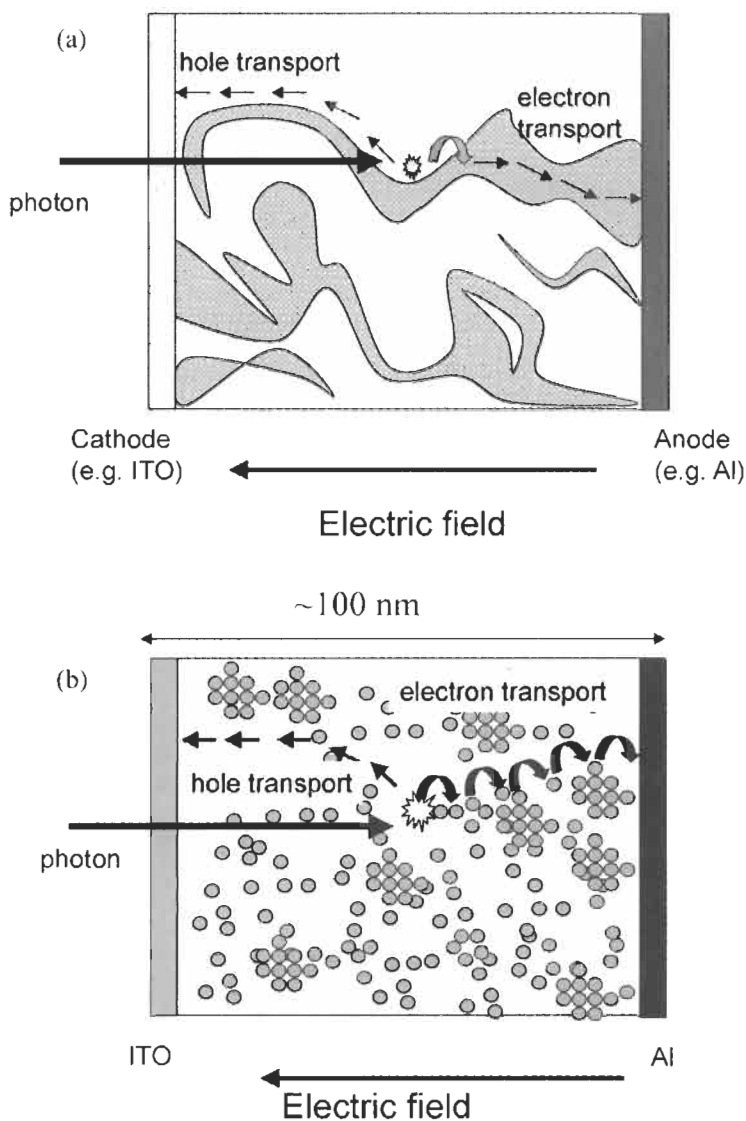 (a)
hole transport
electron
transport
photon
Cathode
(e.g. ITO)
Anode
(e.g. Al)
Electric field
~100 nm
(b)
electron transport
hole transport
photon
ITO
Al
Electric field